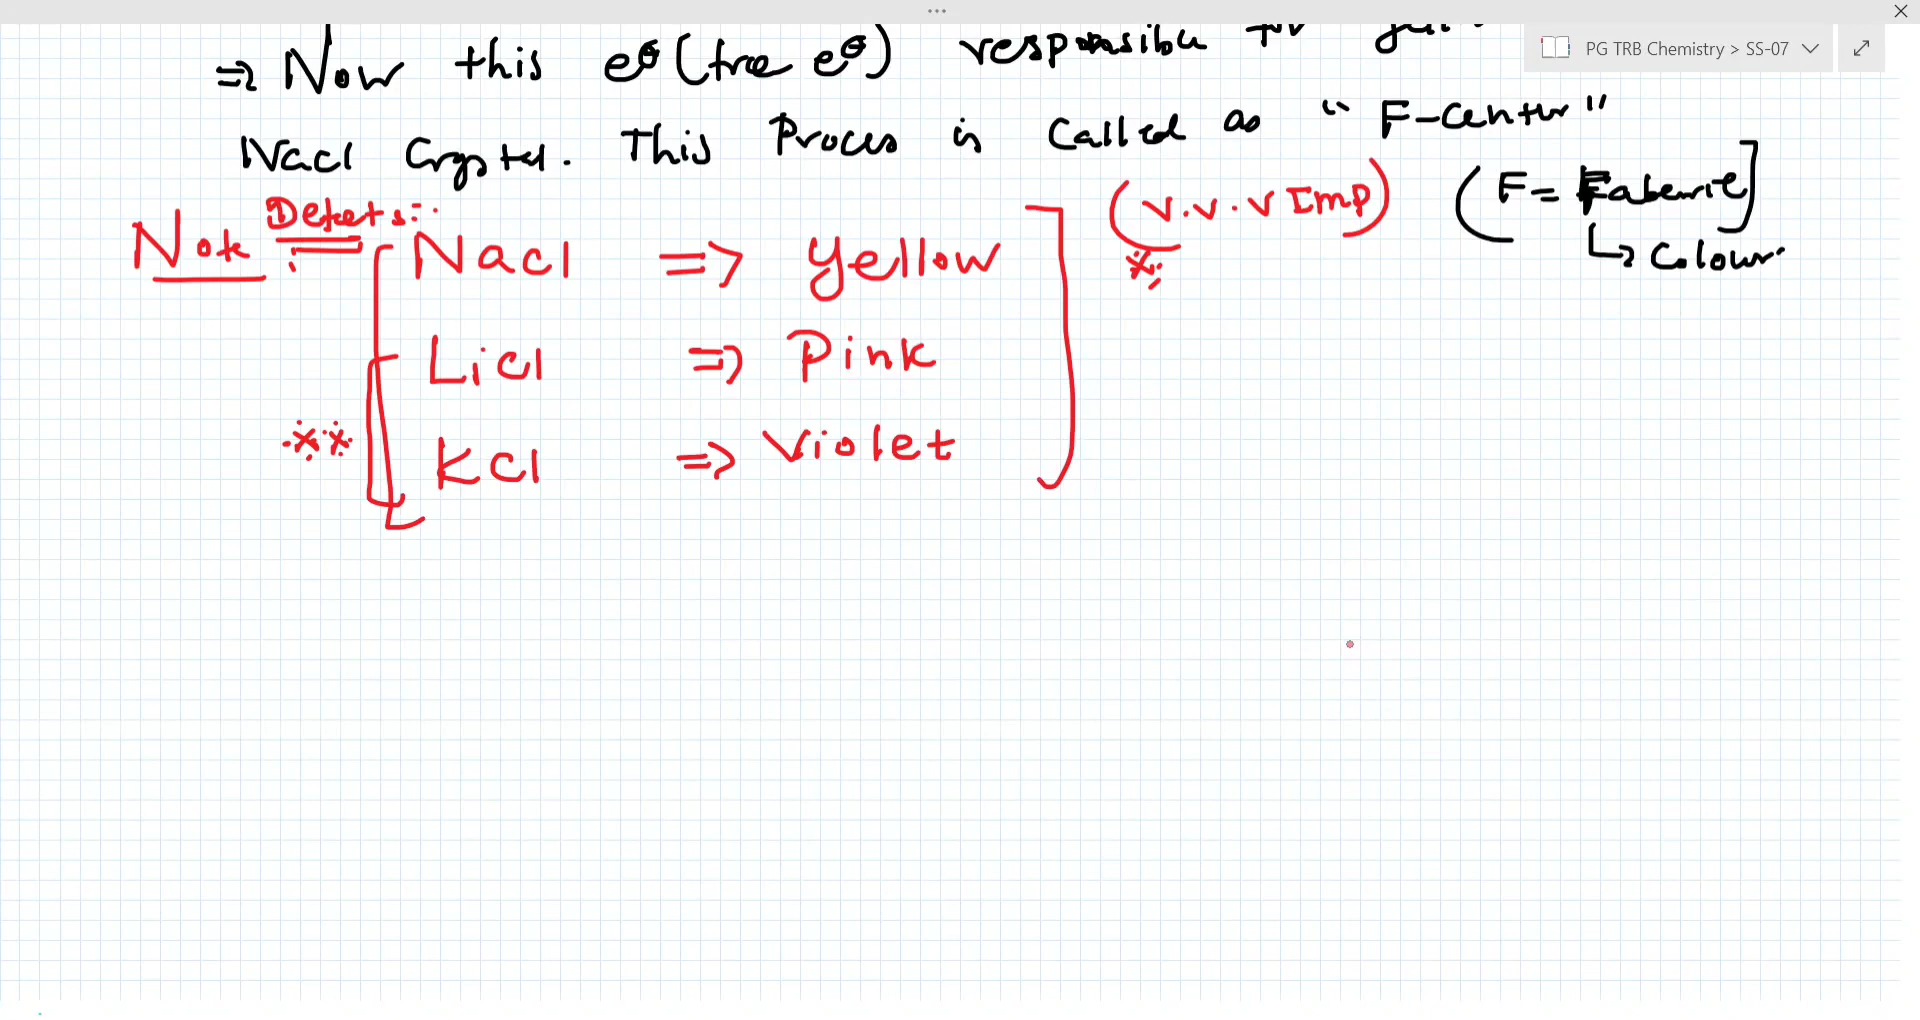 PG TRB Chemistry > SS-07
⇒ Now this e⊖ (free e⊖) responsible for
NaCl Crystal. This Process is Called as "F-Center"
(F = Faberite]
↳ Colour
Note Defects:-
(V.V.V Imp)
NaCl ⇒ Yellow
LiCl ⇒ Pink
KCl ⇒ Violet